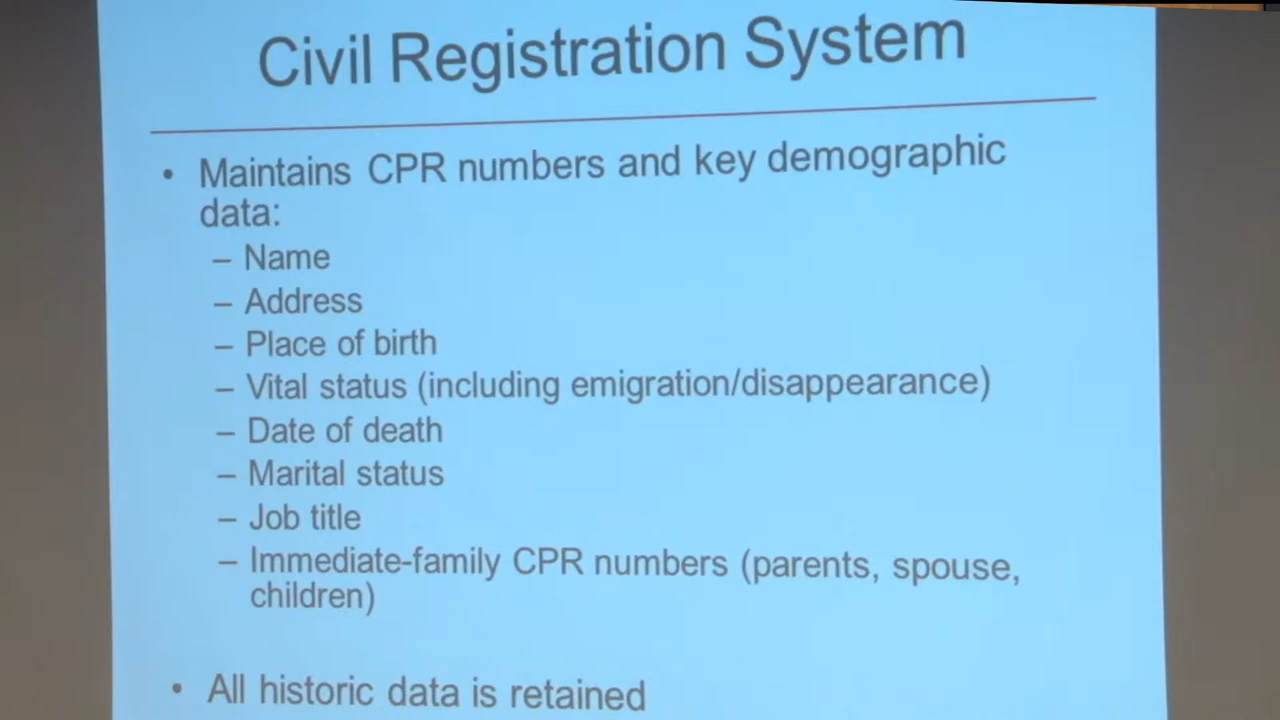 Civil Registration System
• Maintains CPR numbers and key demographic
data:
– Name
– Address
– Place of birth
– Vital status (including emigration/disappearance)
– Date of death
– Marital status
– Job title
– Immediate-family CPR numbers (parents, spouse,
children)
• All historic data is retained